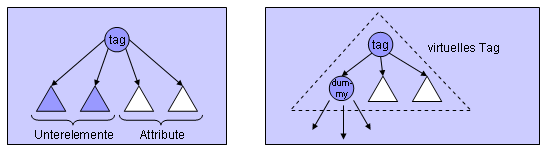 tag
Unterelemente
Attribute
tag
virtuelles Tag
dum
my